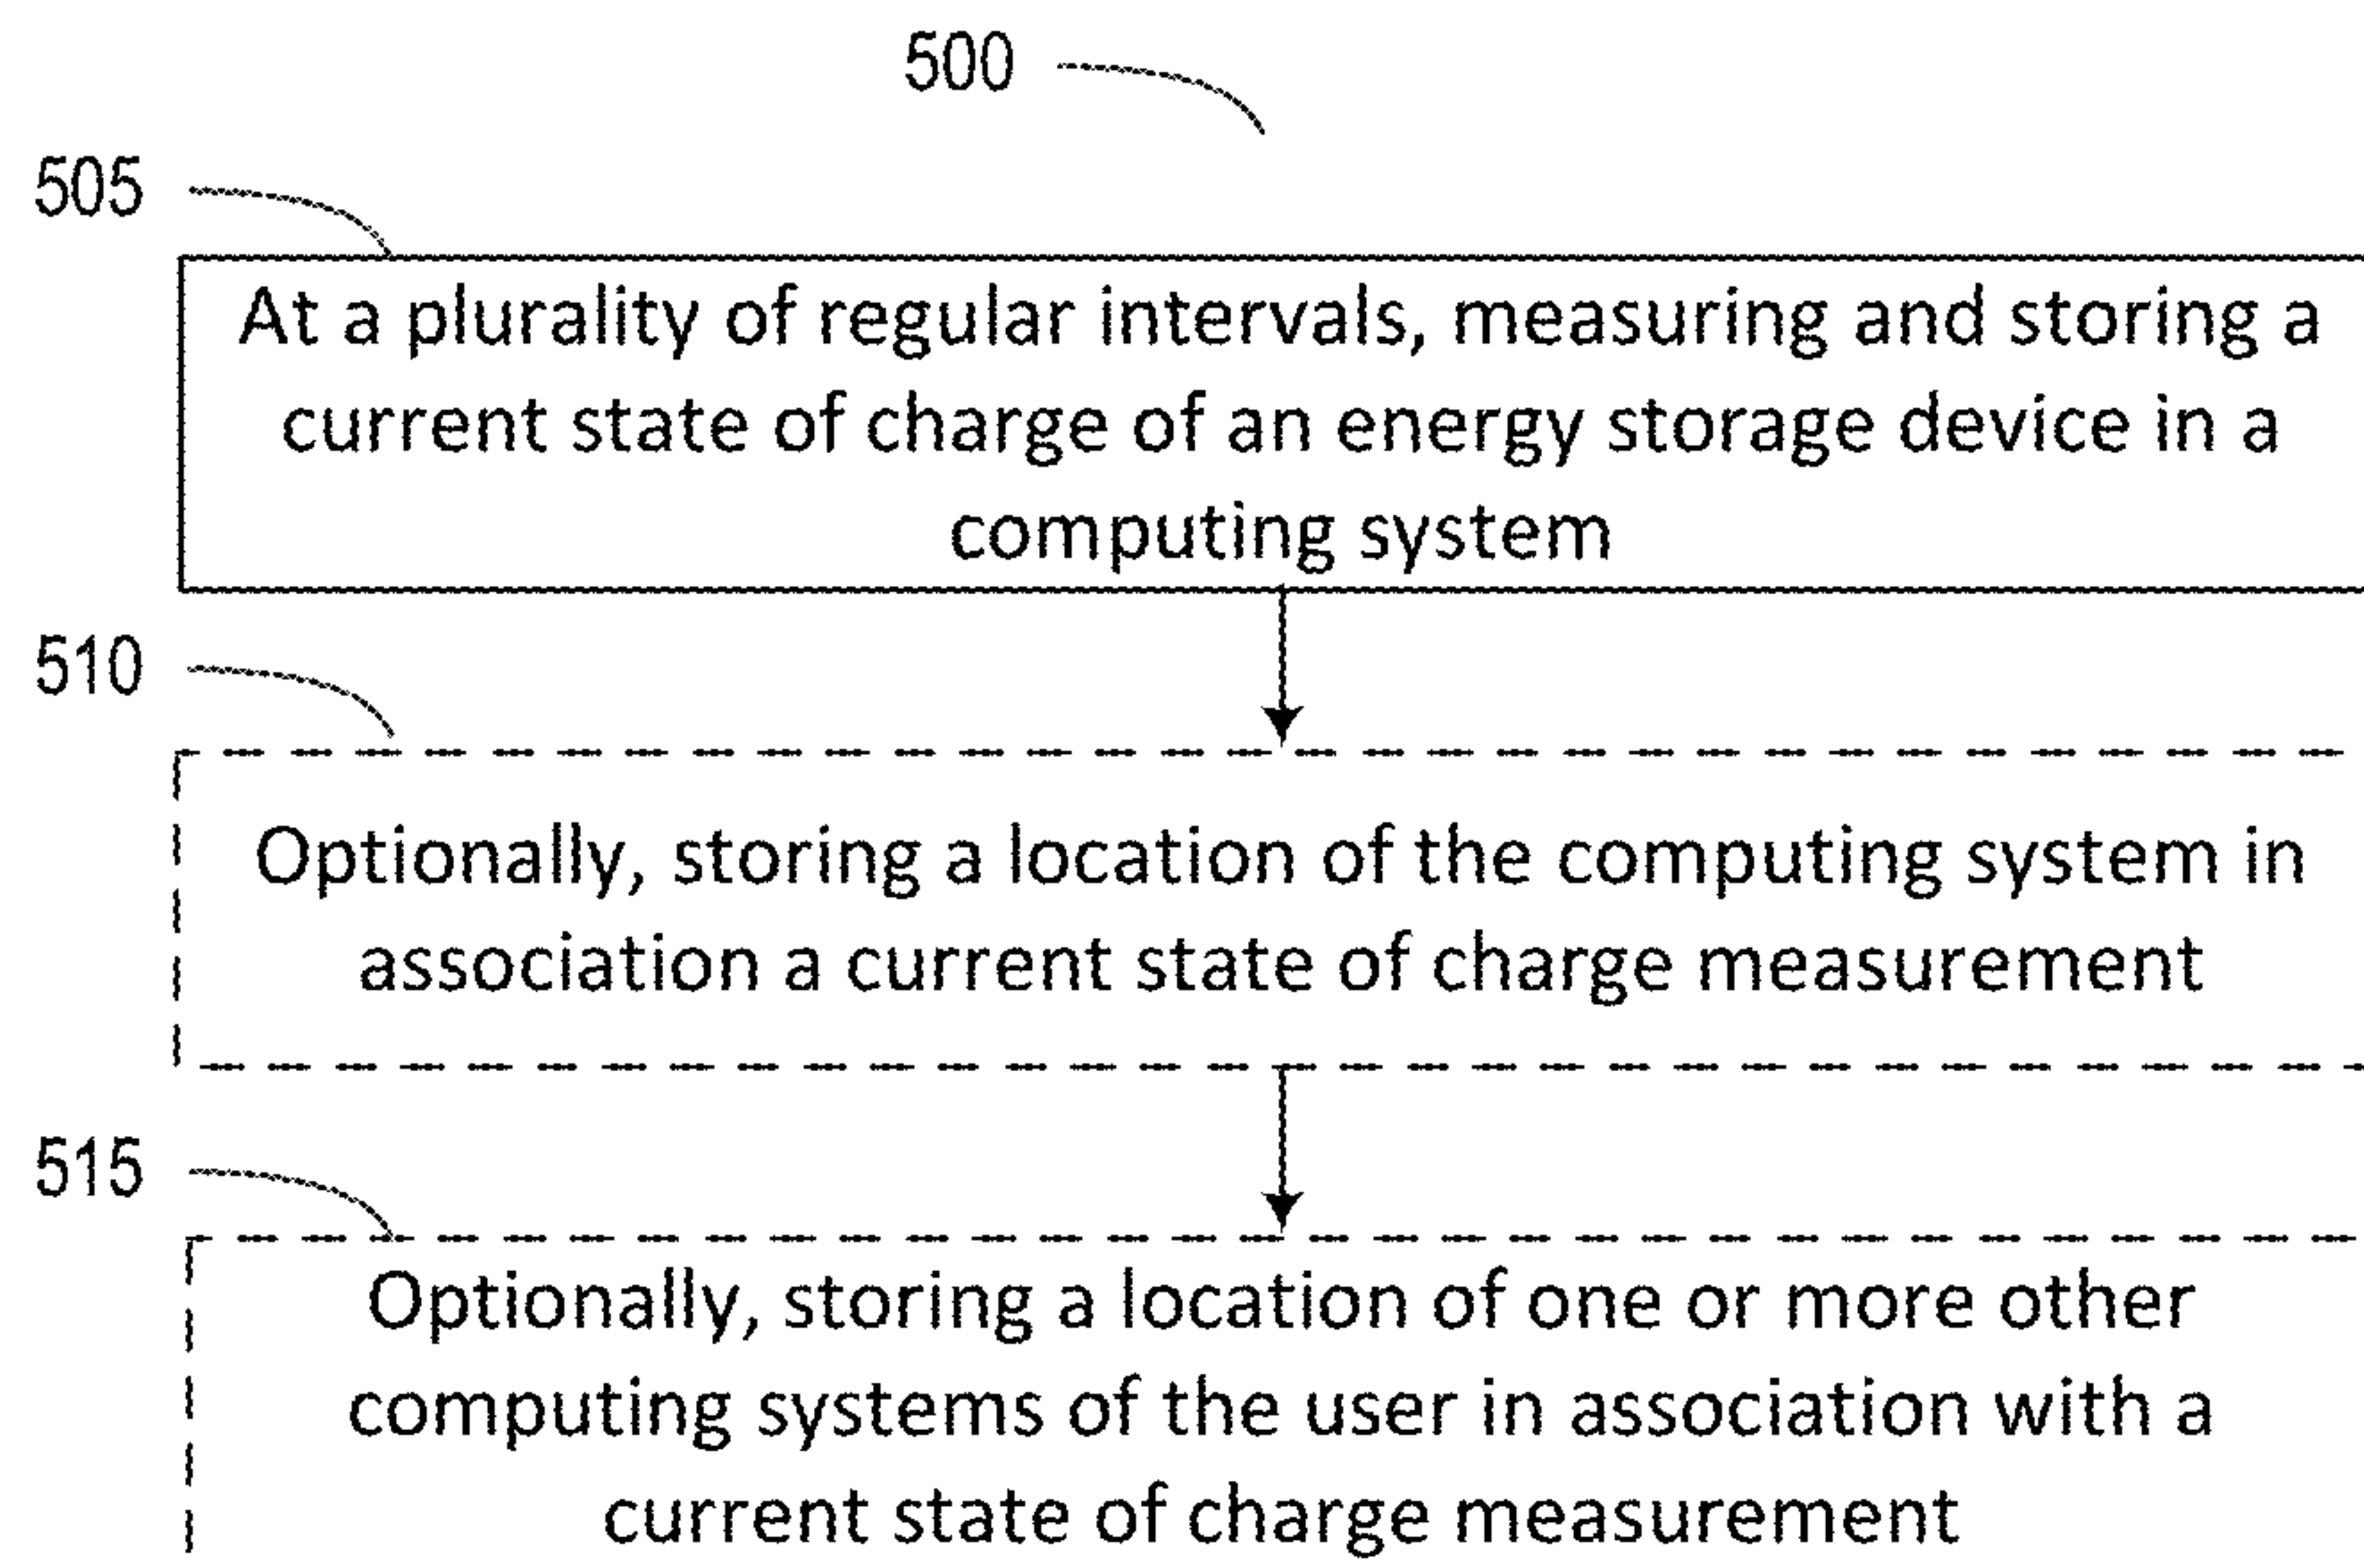 500
505
At a plurality of regular intervals, measuring and storing a
current state of charge of an energy storage device in a
computing system
510
Optionally, storing a location of the computing system in
association a current state of charge measurement
515
Optionally, storing a location of one or more other
computing systems of the user in association with a
current state of charge measurement